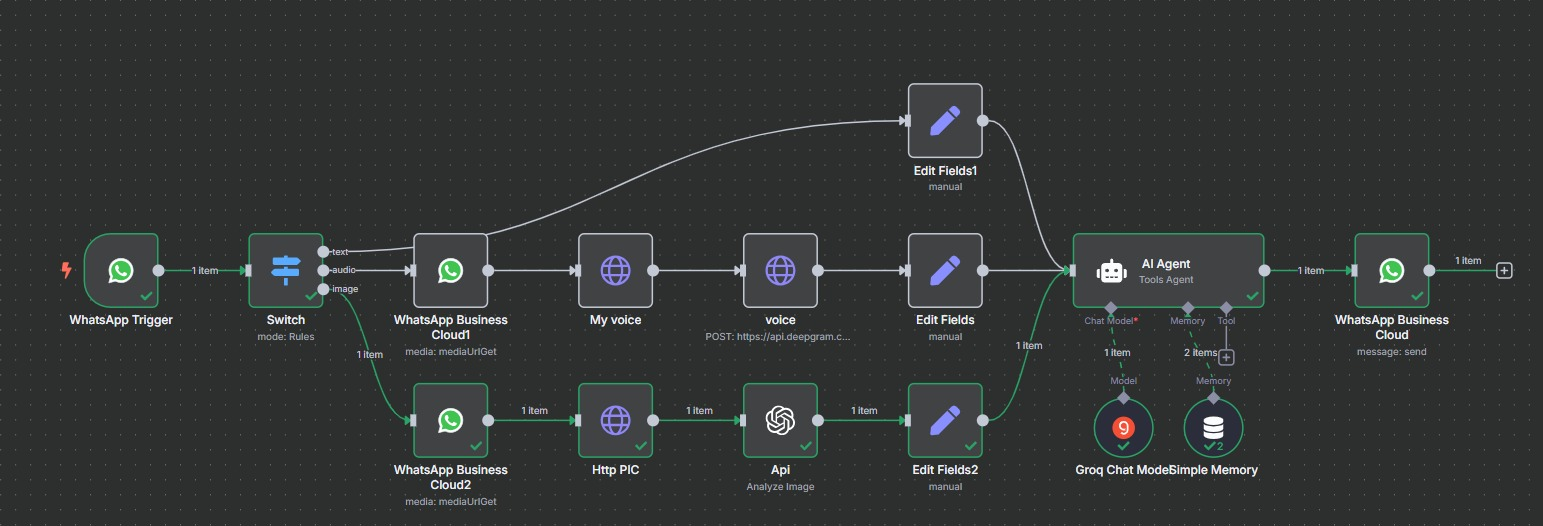 Edit Fields1
manual
1 item
text
audio
image
WhatsApp Trigger
Switch
mode: Rules
WhatsApp Business
Cloud1
media: mediaUrlGet
My voice
voice
POST: https://api.deepgram.c...
Edit Fields
manual
AI Agent
Tools Agent
Chat Model*
Memory
Tool
1 item
1 item
WhatsApp Business
Cloud
message: send
1 item
1 item
1 item
2 items
Model
Memory
1 item
1 item
1 item
WhatsApp Business
Cloud2
media: mediaUrlGet
Http PIC
Api
Analyze Image
Edit Fields2
manual
2
Groq Chat Model
Simple Memory